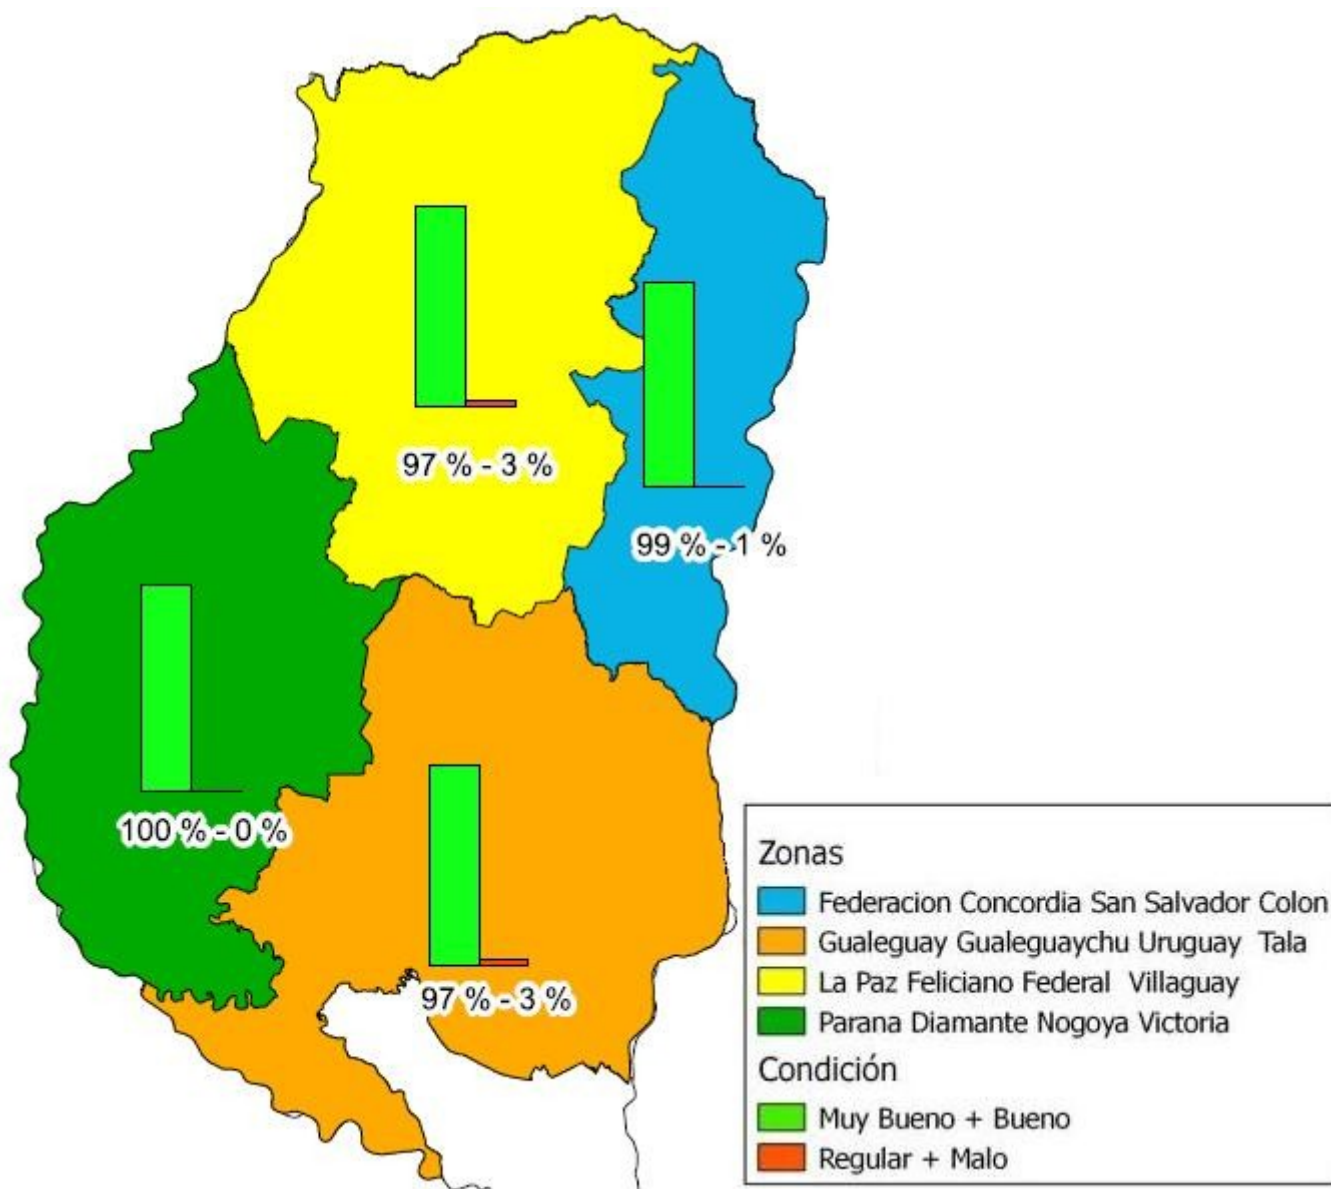 97 % - 3 %
99 % - 1 %
100 % - 0 %
97 % - 3 %
Zonas
Federacion Concordia San Salvador Colon
Gualeguay Gualeguaychu Uruguay  Tala
La Paz Feliciano Federal  Villaguay
Parana Diamante Nogoya Victoria
Condición
Muy Bueno + Bueno
Regular + Malo